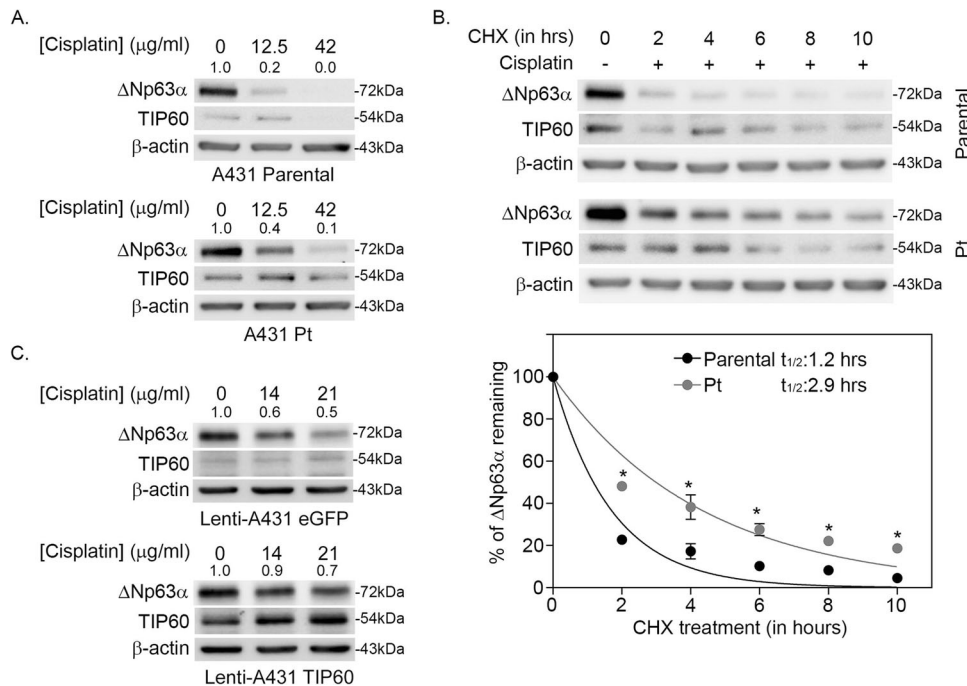 A.
[Cisplatin] (μg/ml) 0 12.5 42
1.0 0.2 0.0
ΔNp63α -72kDa
TIP60 -54kDa
β-actin -43kDa
A431 Parental
[Cisplatin] (μg/ml) 0 12.5 42
1.0 0.4 0.1
ΔNp63α -72kDa
TIP60 -54kDa
β-actin -43kDa
A431 Pt
B.
CHX (in hrs) 0 2 4 6 8 10
Cisplatin - + + + + +
ΔNp63α -72kDa
TIP60 -54kDa
β-actin -43kDa
Parental
ΔNp63α -72kDa
TIP60 -54kDa
β-actin -43kDa
Pt
Parental t1/2:1.2 hrs
Pt t1/2:2.9 hrs
% of ΔNp63α remaining
100
80
60
40
20
0
* * * * *
0 2 4 6 8 10
CHX treatment (in hours)
C.
[Cisplatin] (μg/ml) 0 14 21
1.0 0.6 0.5
ΔNp63α -72kDa
TIP60 -54kDa
β-actin -43kDa
Lenti-A431 eGFP
[Cisplatin] (μg/ml) 0 14 21
1.0 0.9 0.7
ΔNp63α -72kDa
TIP60 -54kDa
β-actin -43kDa
Lenti-A431 TIP60